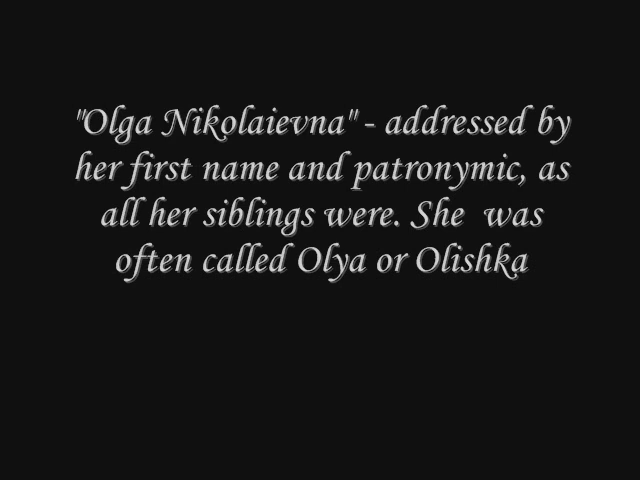 "Olga Nikolaievna" - addressed by
her first name and patronymic, as
all her siblings were. She  was
often called Olya or Olishka